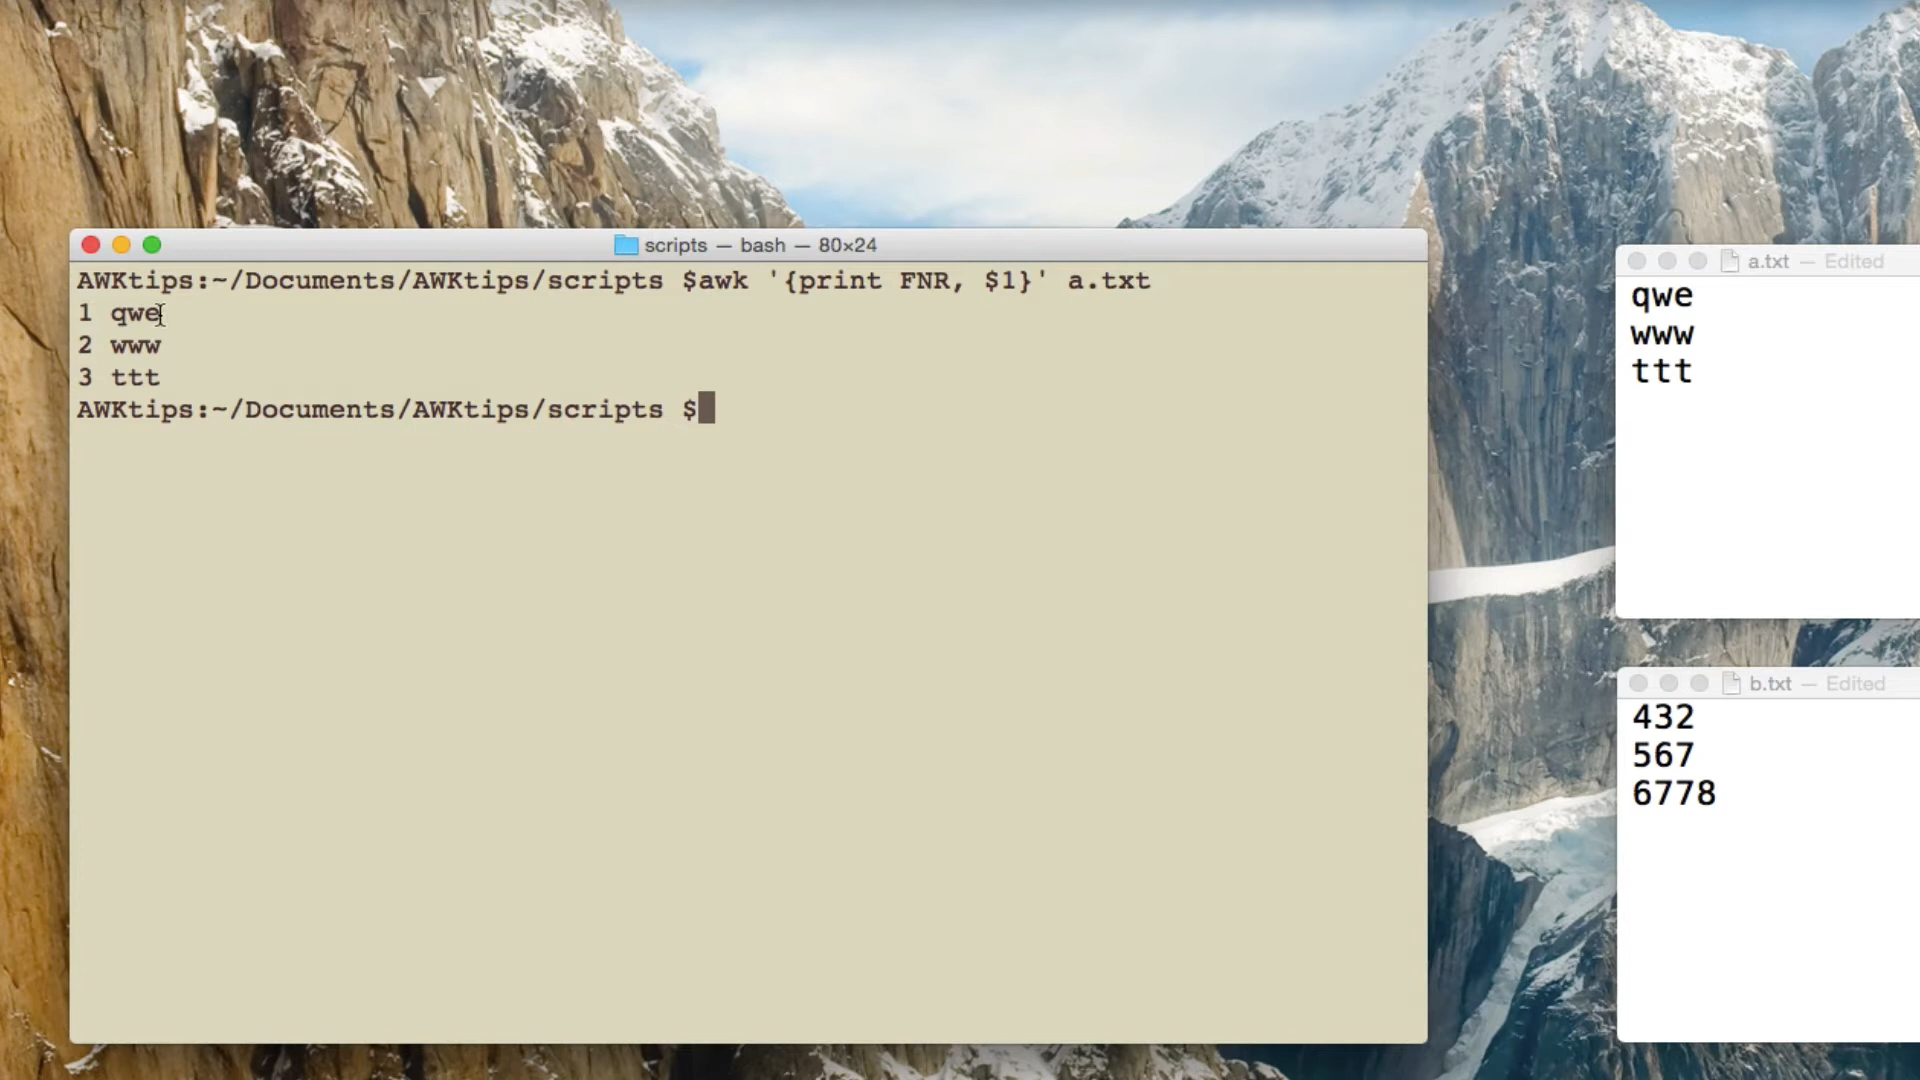 scripts — bash — 80×24
AWKtips:~/Documents/AWKtips/scripts $awk '{print FNR, $1}' a.txt
1 qwe
2 www
3 ttt
AWKtips:~/Documents/AWKtips/scripts $
a.txt — Edited
qwe
www
ttt
b.txt — Edited
432
567
6778